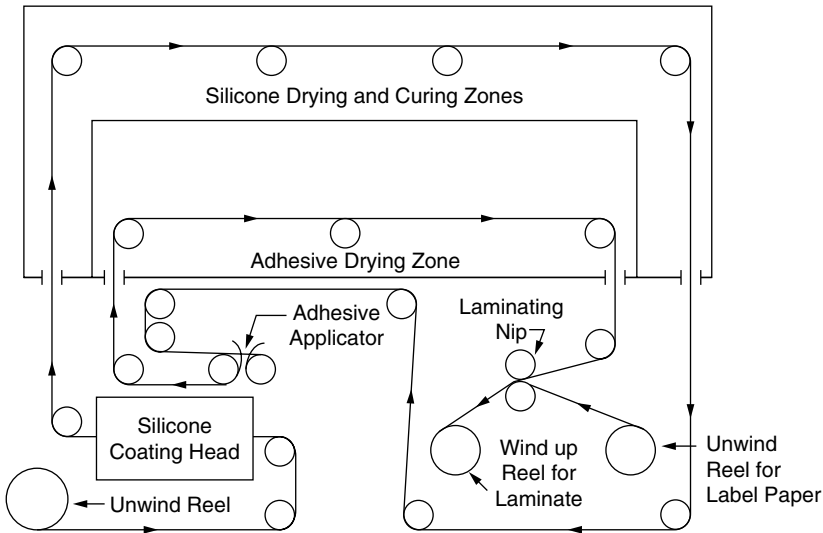 Silicone Drying and Curing Zones
Adhesive Drying Zone
Adhesive
Applicator
Laminating
Nip
Silicone
Coating Head
Unwind Reel
Wind up
Reel for
Laminate
Unwind
Reel for
Label Paper